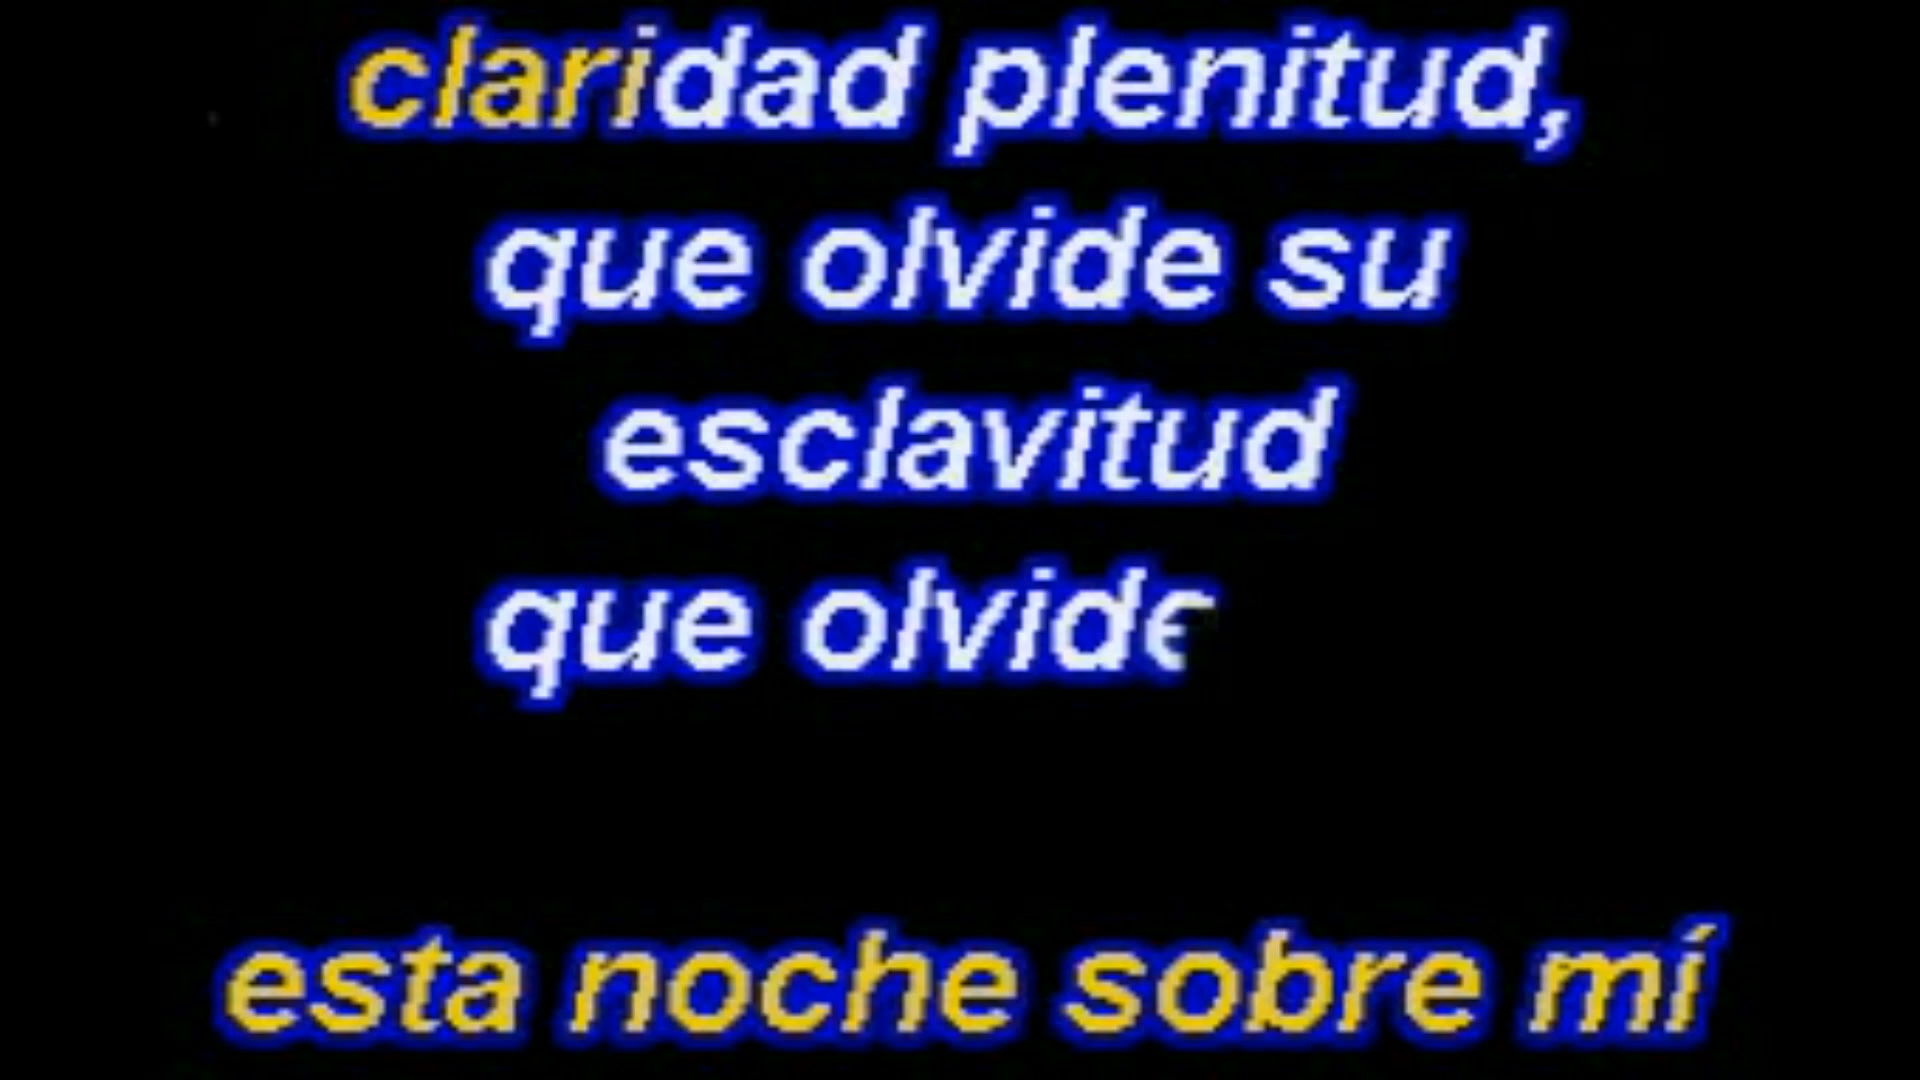 claridad plenitud,
que olvide su
esclavitud
que olvide
esta noche sobre mí